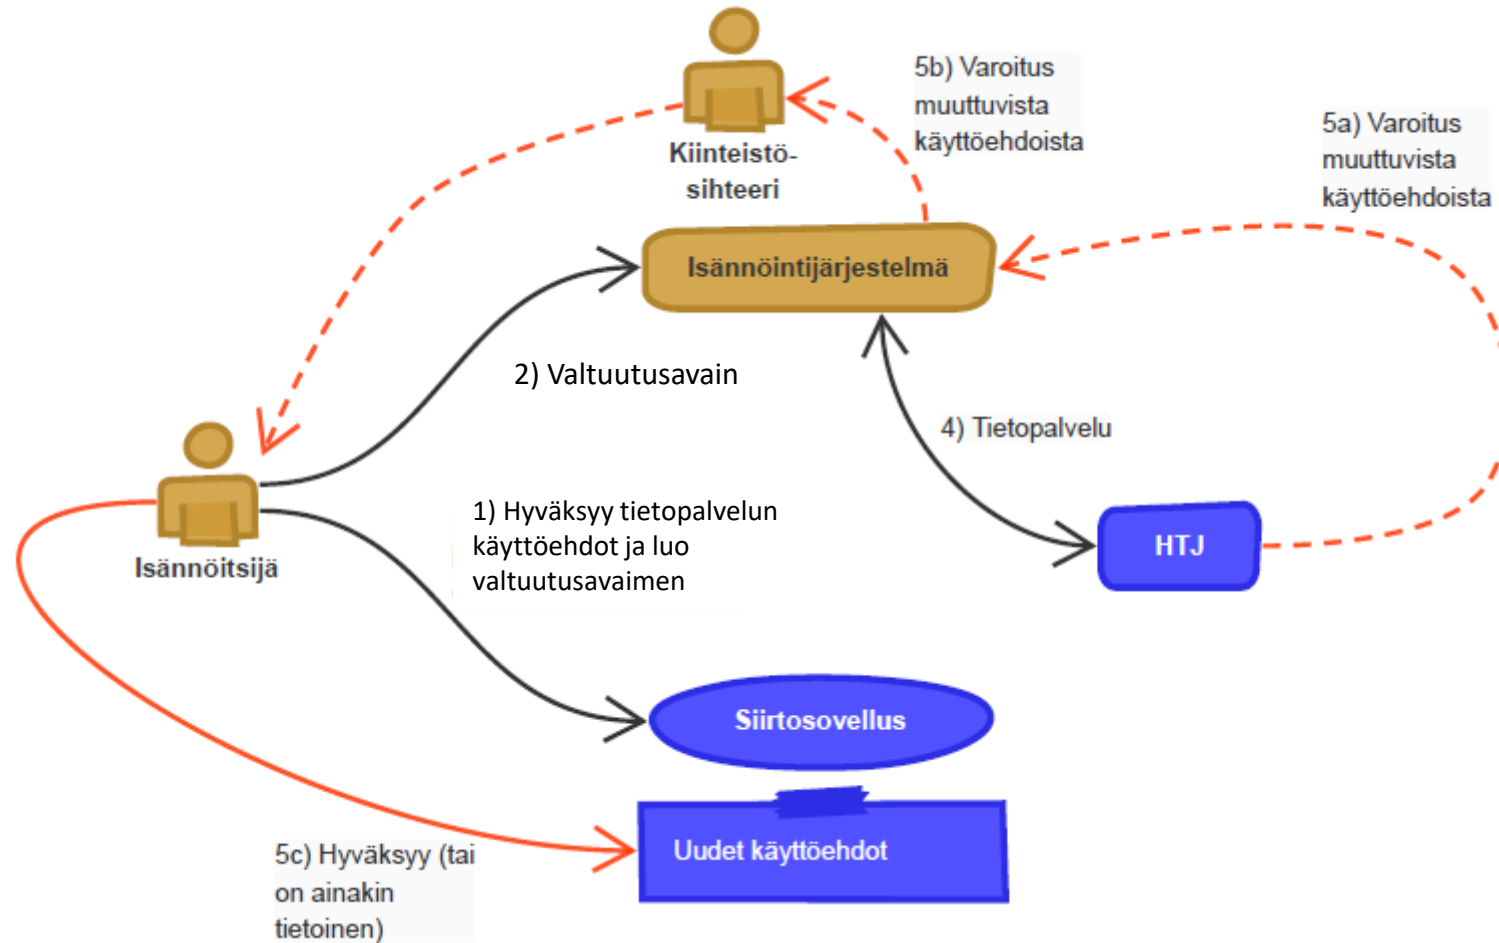 5b) Varoitus
muuttuvista
käyttöehdoista
5a) Varoitus
muuttuvista
käyttöehdoista
Kiinteistö-
sihteeri
Isännöintijärjestelmä
2) Valtuutusavain
4) Tietopalvelu
1) Hyväksyy tietopalvelun
käyttöehdot ja luo
valtuutusavaimen
HTJ
Isännöitsijä
Siirtosovellus
Uudet käyttöehdot
5c) Hyväksyy (tai
on ainakin
tietoinen)